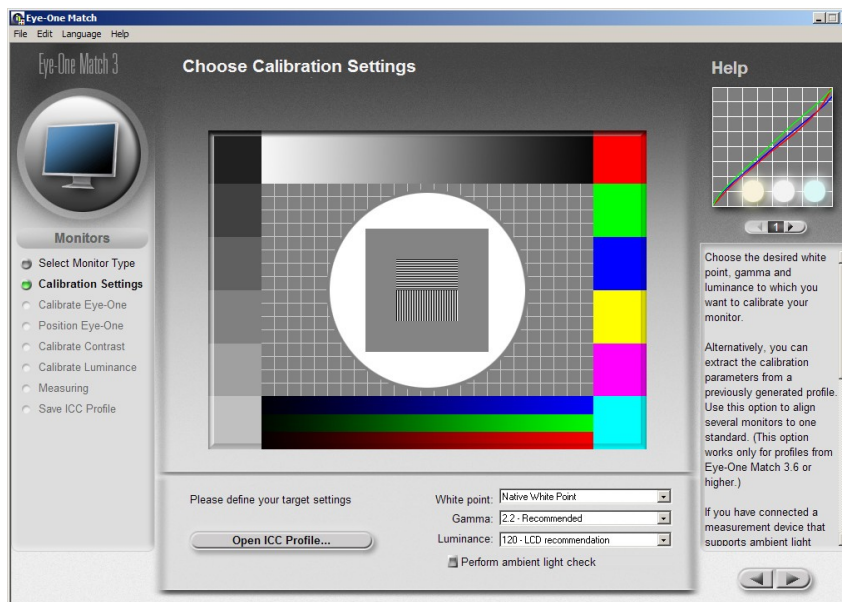 Eye-One Match
File Edit Language Help
Eye-One Match 3
Choose Calibration Settings
Help
Monitors
Select Monitor Type
Calibration Settings
Calibrate Eye-One
Position Eye-One
Calibrate Contrast
Calibrate Luminance
Measuring
Save ICC Profile
1
Choose the desired white
point, gamma and
luminance to which you
want to calibrate your
monitor.
Alternatively, you can
extract the calibration
parameters from a
previously generated profile.
Use this option to align
several monitors to one
standard. (This option
works only for profiles from
Eye-One Match 3.6 or
higher.)
If you have connected a
measurement device that
supports ambient light
Please define your target settings
Open ICC Profile...
White point: Native White Point
Gamma: 2.2 - Recommended
Luminance: 120 - LCD recommendation
Perform ambient light check